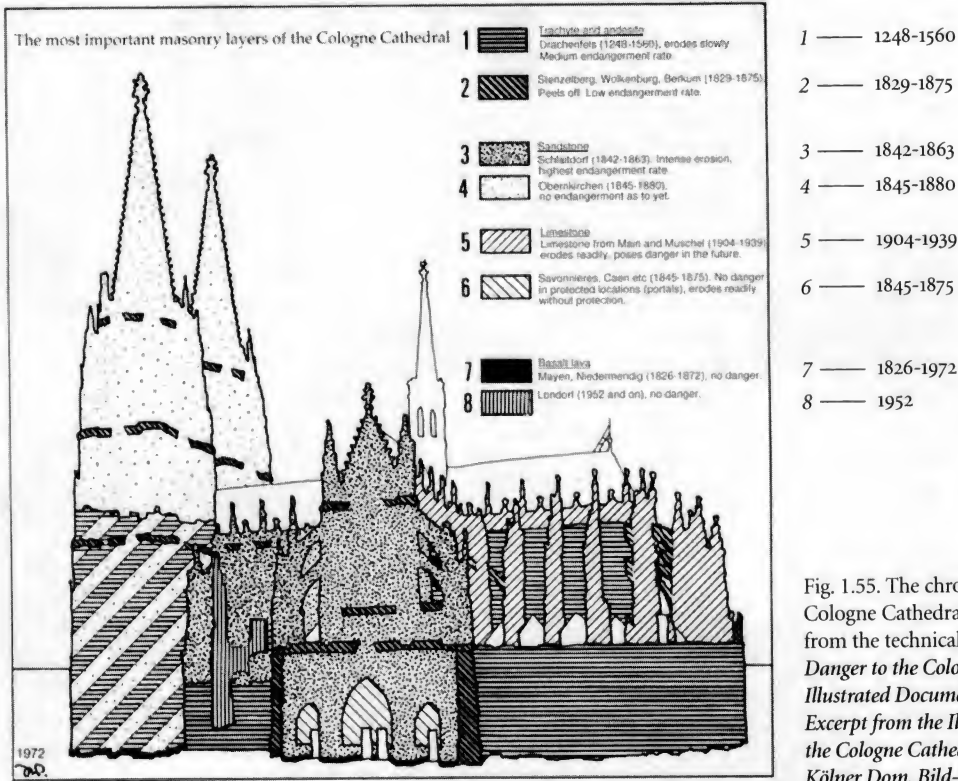 The most important masonry layers of the Cologne Cathedral
1 Trachyte and andesite
Drachenfels (1248-1560), erodes slowly
Medium endangerment rate.
2 Stenzelberg, Wolkenburg, Berkum (1829-1875)
Peels off. Low endangerment rate.
3 Sandstone
Schlaitdorf (1842-1863). Intense erosion,
highest endangerment rate.
4 Obernkirchen (1845-1880),
no endangerment as to yet.
5 Limestone
Limestone from Main and Muschel (1904-1939)
erodes readily, poses danger in the future.
6 Savonnieres, Caen etc (1845-1875). No danger
in protected locations (portals), erodes readily
without protection.
7 Basalt lava
Mayen, Niedermendig (1826-1872), no danger.
8 Londorf (1952 and on), no danger.
1972
1 — 1248-1560
2 — 1829-1875
3 — 1842-1863
4 — 1845-1880
5 — 1904-1939
6 — 1845-1875
7 — 1826-1972
8 — 1952
Fig. 1.55. The chro
Cologne Cathedra
from the technical
Danger to the Colo
Illustrated Docume
Excerpt from the Il
the Cologne Cathe
Kölner Dom. Bild-